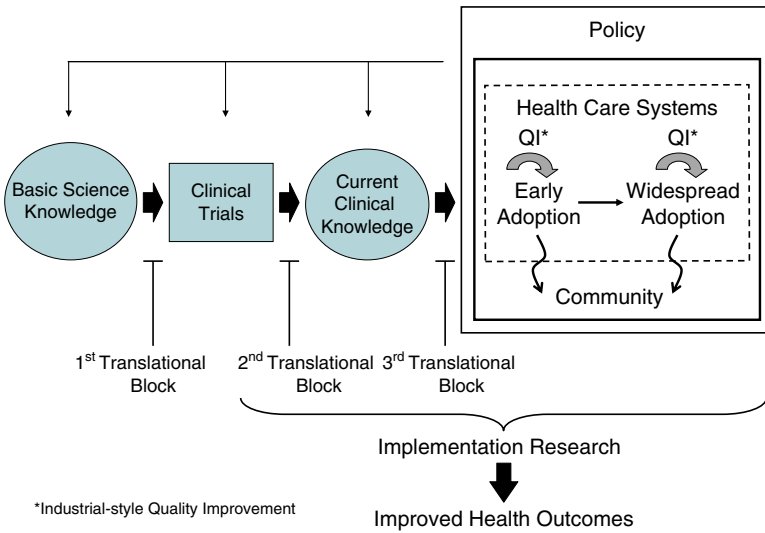 Policy
Health Care Systems
QI*
QI*
Early
Adoption
Widespread
Adoption
Community
Basic Science
Knowledge
Clinical
Trials
Current
Clinical
Knowledge
1st Translational
Block
2nd Translational
Block
3rd Translational
Block
Implementation Research
*Industrial-style Quality Improvement
Improved Health Outcomes